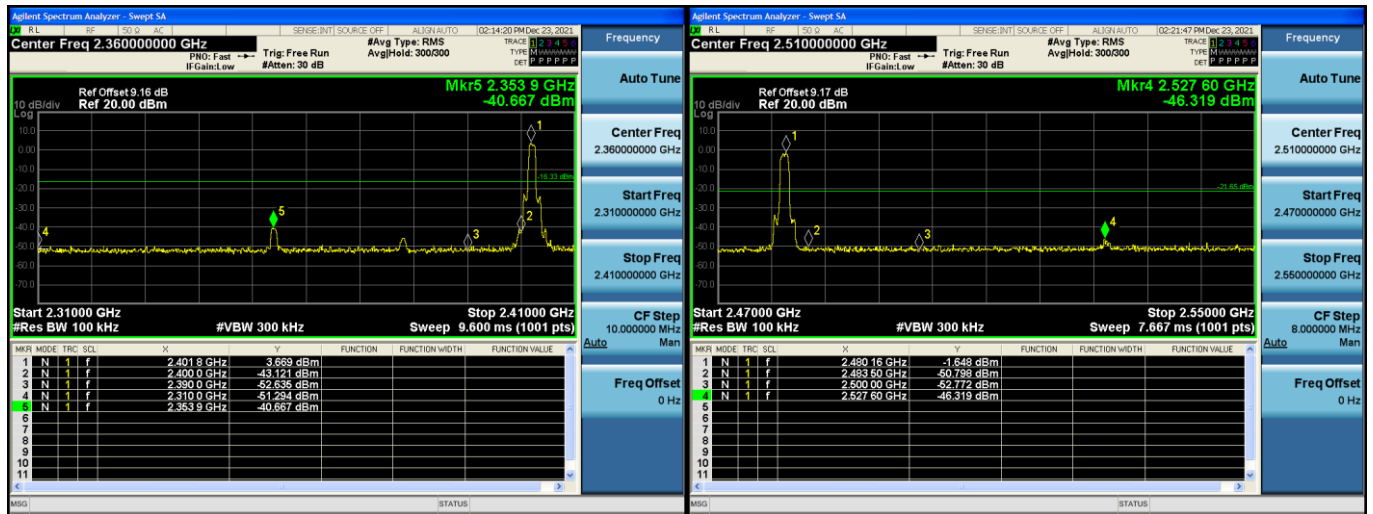 Agilent Spectrum Analyzer - Swept SA
RL RF 50 Ω AC SENSE:INT SOURCE OFF ALIGN AUTO 02:14:20 PM Dec 23, 2021
Center Freq 2.360000000 GHz
PNO: Fast
IFGain:Low
Trig: Free Run
#Atten: 30 dB
#Avg Type: RMS
Avg|Hold: 300/300
TRACE 1 2 3 4 5 6
TYPE M
DET P P P P P P
Mkr5 2.353 9 GHz
-40.667 dBm
Ref Offset 9.16 dB
Ref 20.00 dBm
10 dB/div
Log
10.0
0.00
-10.0
-20.0
-30.0
-40.0
-50.0
-60.0
-70.0
1
-16.33 dBm
5
2
3
4
Start 2.31000 GHz Stop 2.41000 GHz
#Res BW 100 kHz #VBW 300 kHz Sweep 9.600 ms (1001 pts)
MKR MODE TRC SCL X Y FUNCTION FUNCTION WIDTH FUNCTION VALUE
1 N 1 f 2.401 8 GHz 3.669 dBm
2 N 1 f 2.400 0 GHz -43.121 dBm
3 N 1 f 2.390 0 GHz -52.635 dBm
4 N 1 f 2.310 0 GHz -51.294 dBm
5 N 1 f 2.353 9 GHz -40.667 dBm
6
7
8
9
10
11
MSG STATUS
Frequency
Auto Tune
Center Freq
2.360000000 GHz
Start Freq
2.310000000 GHz
Stop Freq
2.410000000 GHz
CF Step
10.000000 MHz
Auto Man
Freq Offset
0 Hz
Agilent Spectrum Analyzer - Swept SA
RL RF 50 Ω AC SENSE:INT SOURCE OFF ALIGN AUTO 02:21:47 PM Dec 23, 2021
Center Freq 2.510000000 GHz
PNO: Fast
IFGain:Low
Trig: Free Run
#Atten: 30 dB
#Avg Type: RMS
Avg|Hold: 300/300
TRACE 1 2 3 4 5 6
TYPE M
DET P P P P P P
Mkr4 2.527 60 GHz
-46.319 dBm
Ref Offset 9.17 dB
Ref 20.00 dBm
10 dB/div
Log
10.0
0.00
-10.0
-20.0
-30.0
-40.0
-50.0
-60.0
-70.0
1
-21.65 dBm
4
2
3
Start 2.47000 GHz Stop 2.55000 GHz
#Res BW 100 kHz #VBW 300 kHz Sweep 7.667 ms (1001 pts)
MKR MODE TRC SCL X Y FUNCTION FUNCTION WIDTH FUNCTION VALUE
1 N 1 f 2.480 16 GHz -1.648 dBm
2 N 1 f 2.483 50 GHz -50.798 dBm
3 N 1 f 2.500 00 GHz -52.772 dBm
4 N 1 f 2.527 60 GHz -46.319 dBm
5
6
7
8
9
10
11
MSG STATUS
Frequency
Auto Tune
Center Freq
2.510000000 GHz
Start Freq
2.470000000 GHz
Stop Freq
2.550000000 GHz
CF Step
8.000000 MHz
Auto Man
Freq Offset
0 Hz